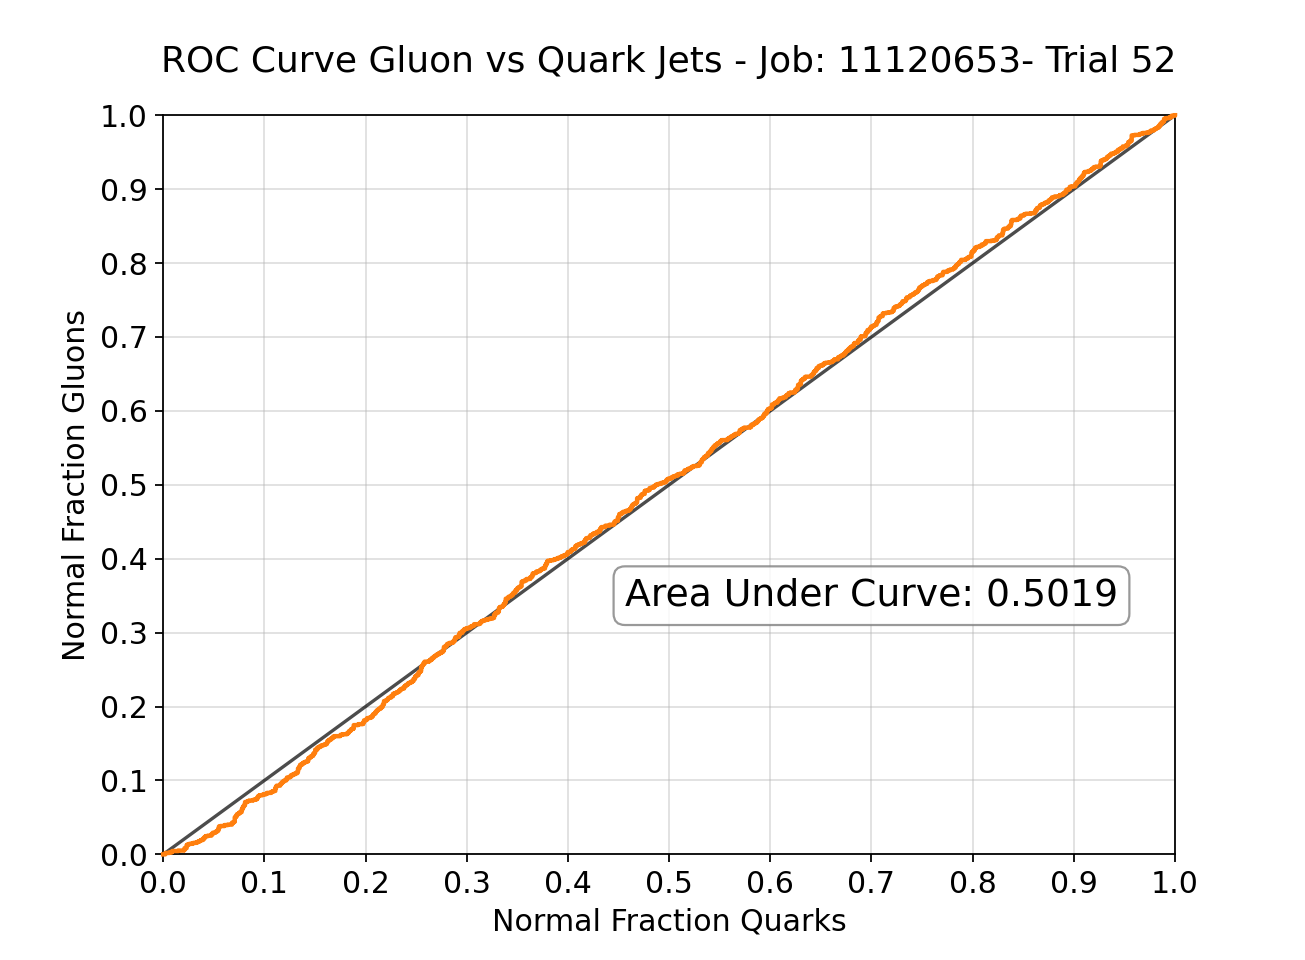 ROC Curve Gluon vs Quark Jets - Job: 11120653- Trial 52
1.0
0.9
0.8
0.7
0.6
0.5
0.4
0.3
0.2
0.1
0.0
Normal Fraction Gluons
Area Under Curve: 0.5019
0.0 0.1 0.2 0.3 0.4 0.5 0.6 0.7 0.8 0.9 1.0
Normal Fraction Quarks